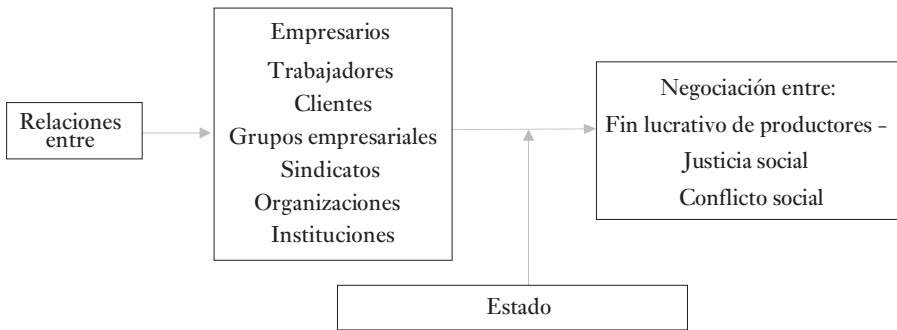 Relaciones
entre
Empresarios
Trabajadores
Clientes
Grupos empresariales
Sindicatos
Organizaciones
Instituciones
Negociación entre:
Fin lucrativo de productores –
Justicia social
Conflicto social
Estado